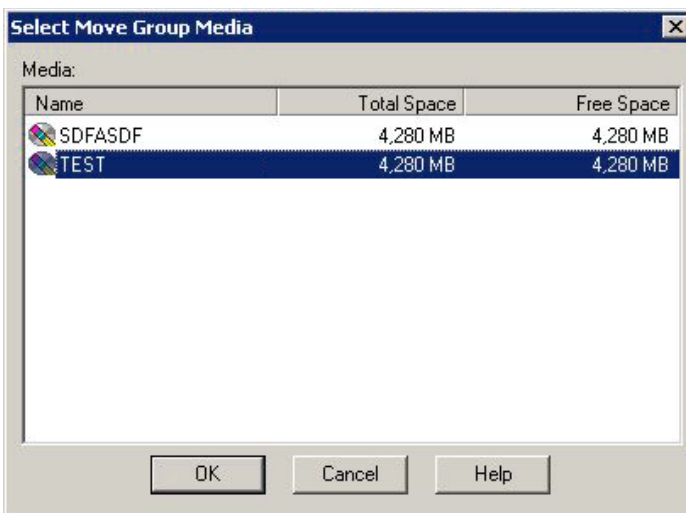 Select Move Group Media
Media:
Name Total Space Free Space
SDFASDF 4,280 MB 4,280 MB
TEST 4,280 MB 4,280 MB
OK Cancel Help